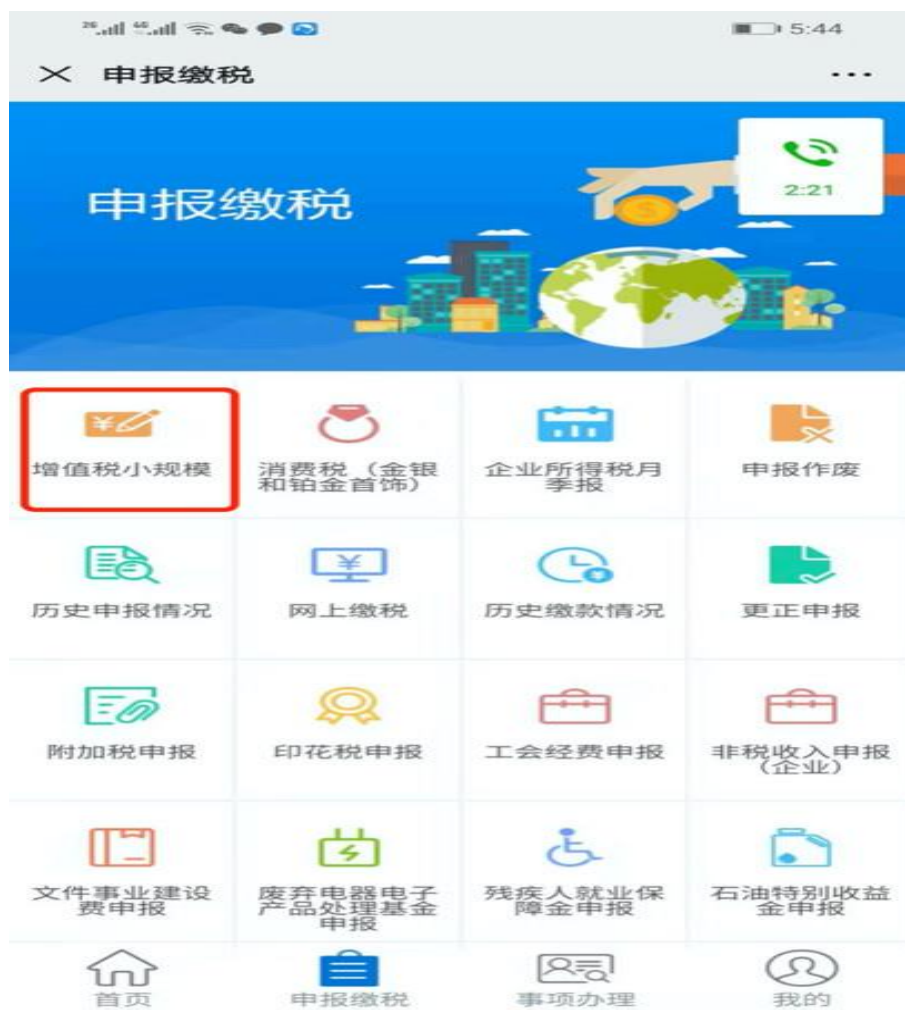 2G 4G 5:44
申报缴税
申报缴税
2:21
增值税小规模
消费税（金银
和铂金首饰）
企业所得税月
季报
申报作废
历史申报情况
网上缴税
历史缴款情况
更正申报
附加税申报
印花税申报
工会经费申报
非税收入申报
（企业）
文件事业建设
费申报
废弃电器电子
产品处理基金
申报
残疾人就业保
障金申报
石油特别收益
金申报
首页
申报缴税
事项办理
我的